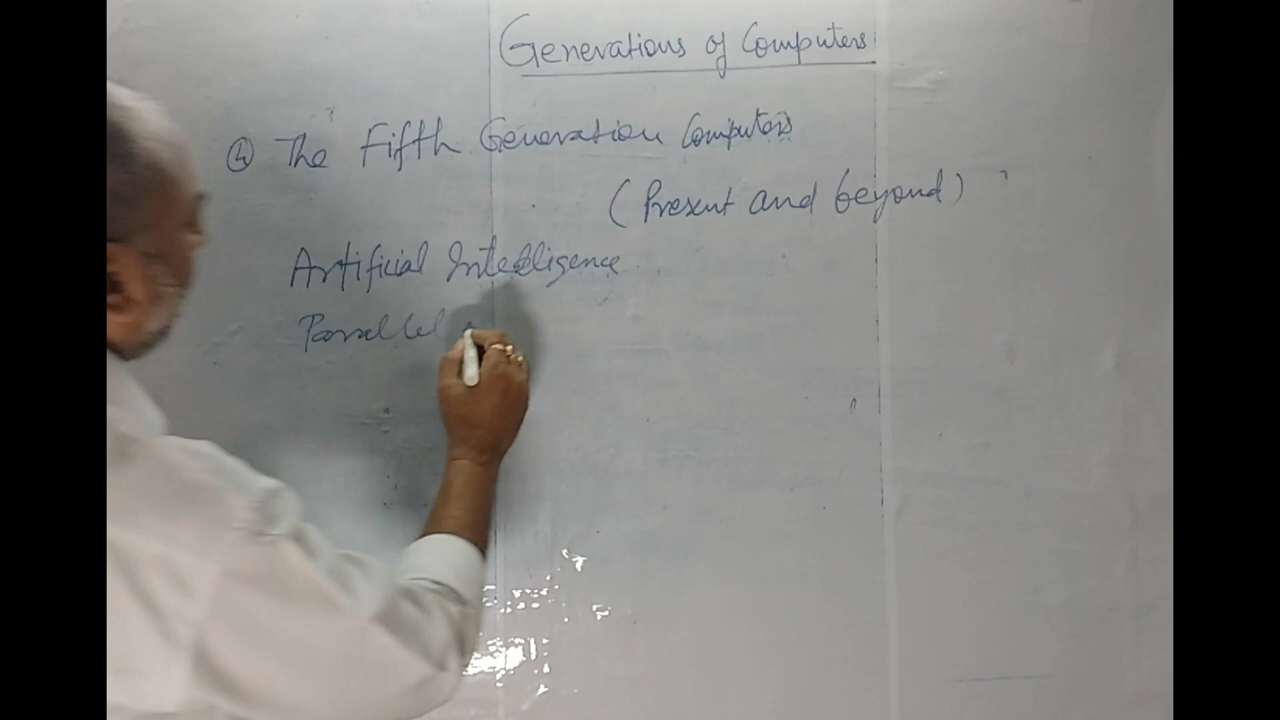 Generations of Computers
④ The Fifth Generation Computers
(Present and beyond)
Artificial Intelligence
Parallel